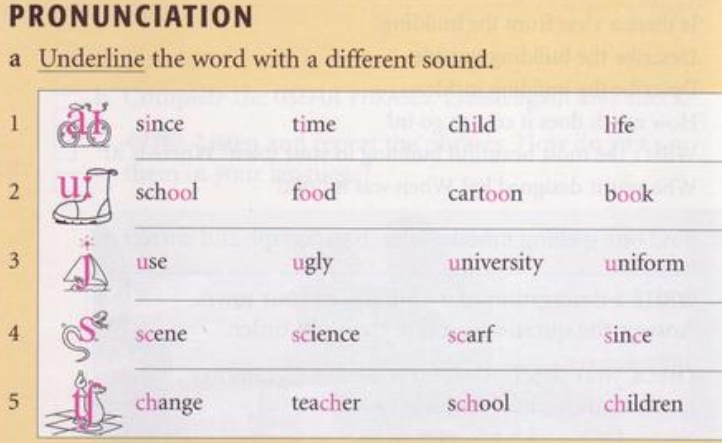 PRONUNCIATION
a Underline the word with a different sound.
1 aɪ since time child life
2 uː school food cartoon book
3 j use ugly university uniform
4 s scene science scarf since
5 tʃ change teacher school children